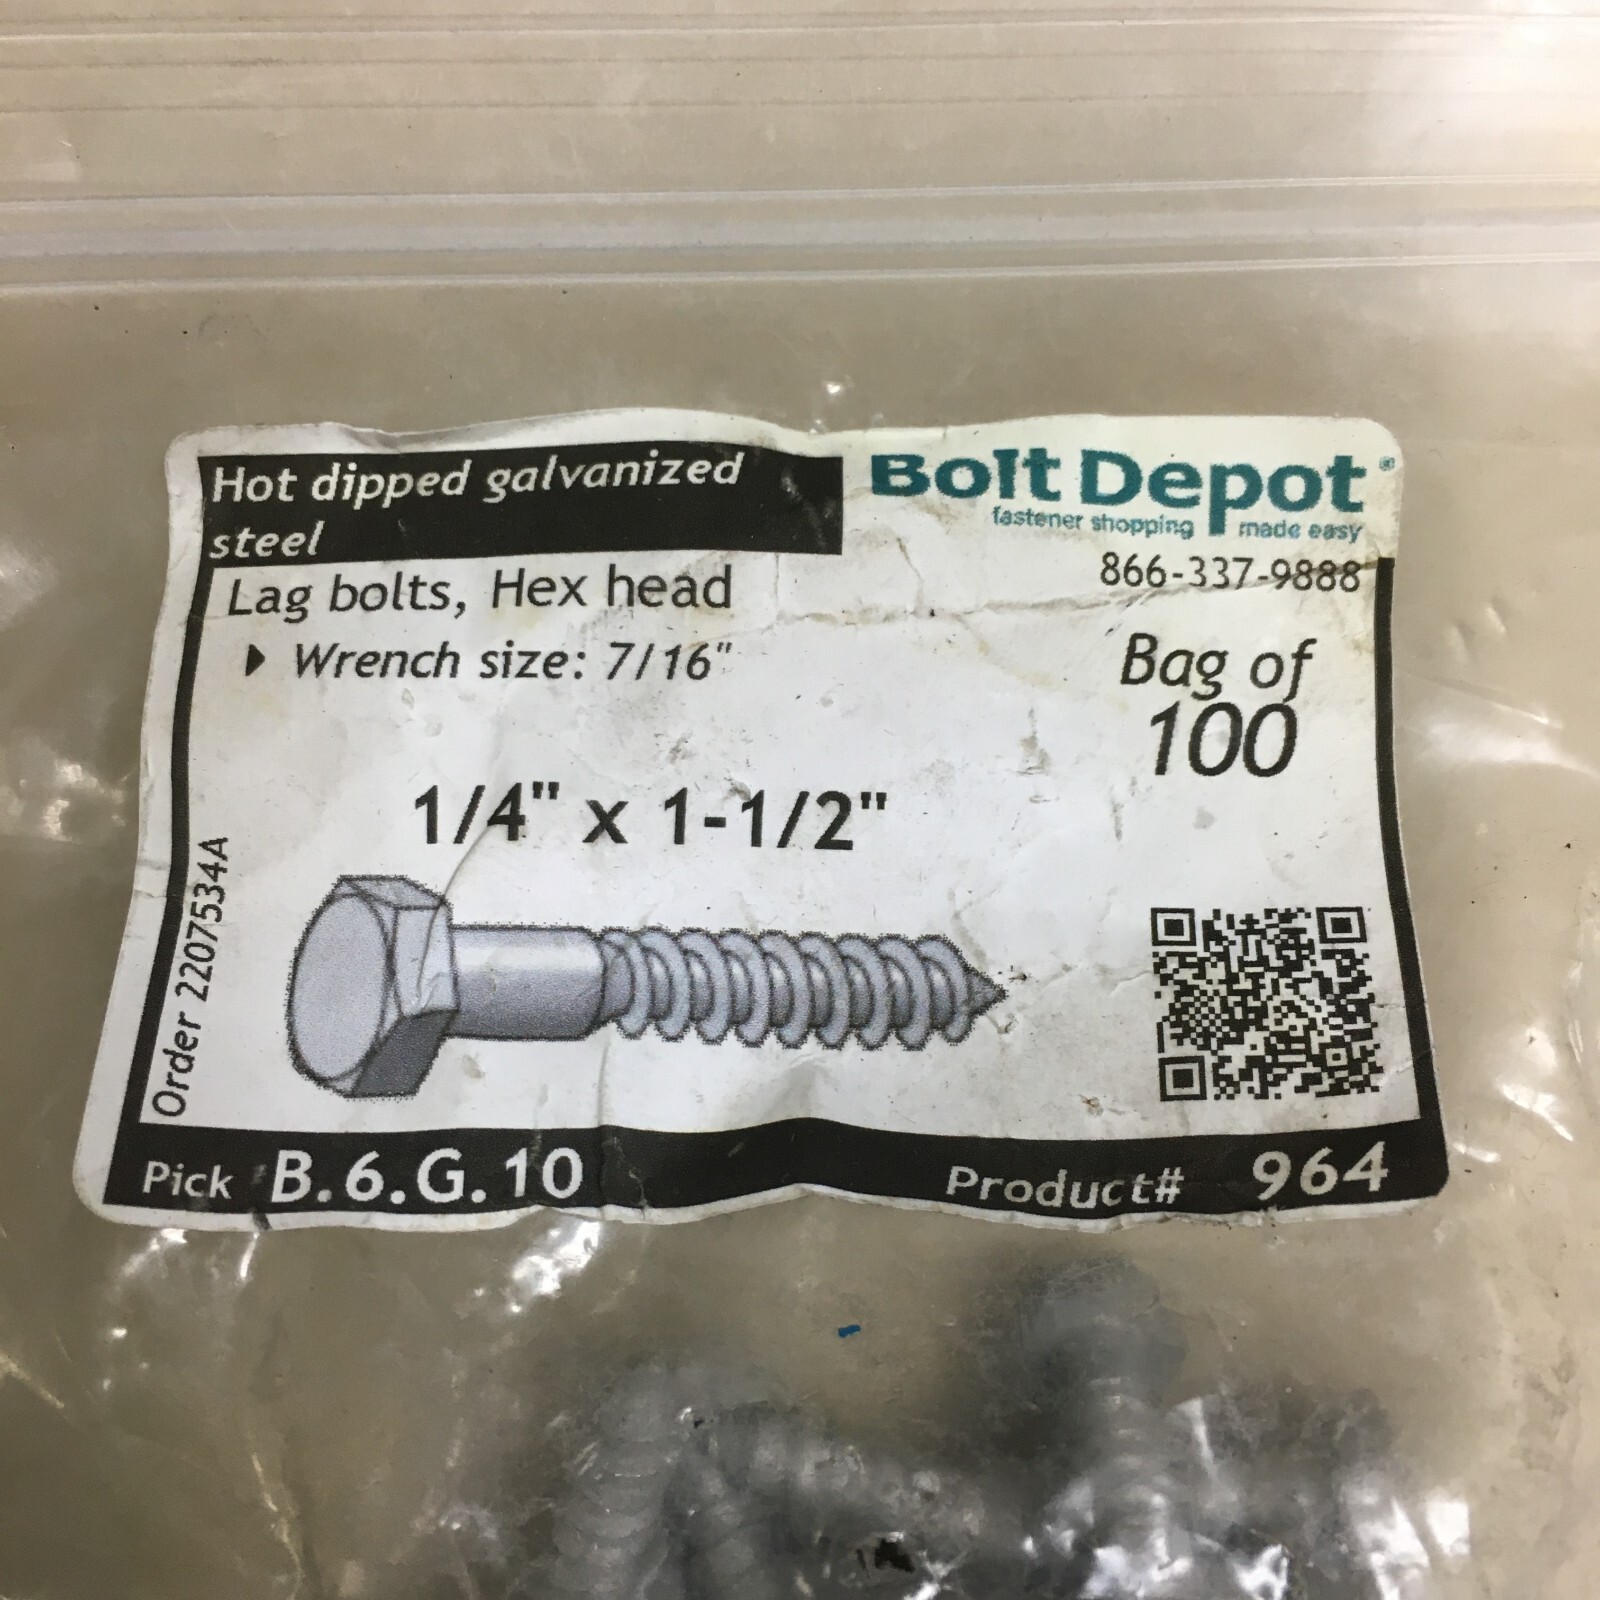 Hot dipped galvanized
steel
Bolt Depot®
fastener shopping made easy
866-337-9888
Lag bolts, Hex head
Wrench size: 7/16"
Bag of
100
1/4" x 1-1/2"
Order 2207534A
Pick B.6.G.10
Product# 964